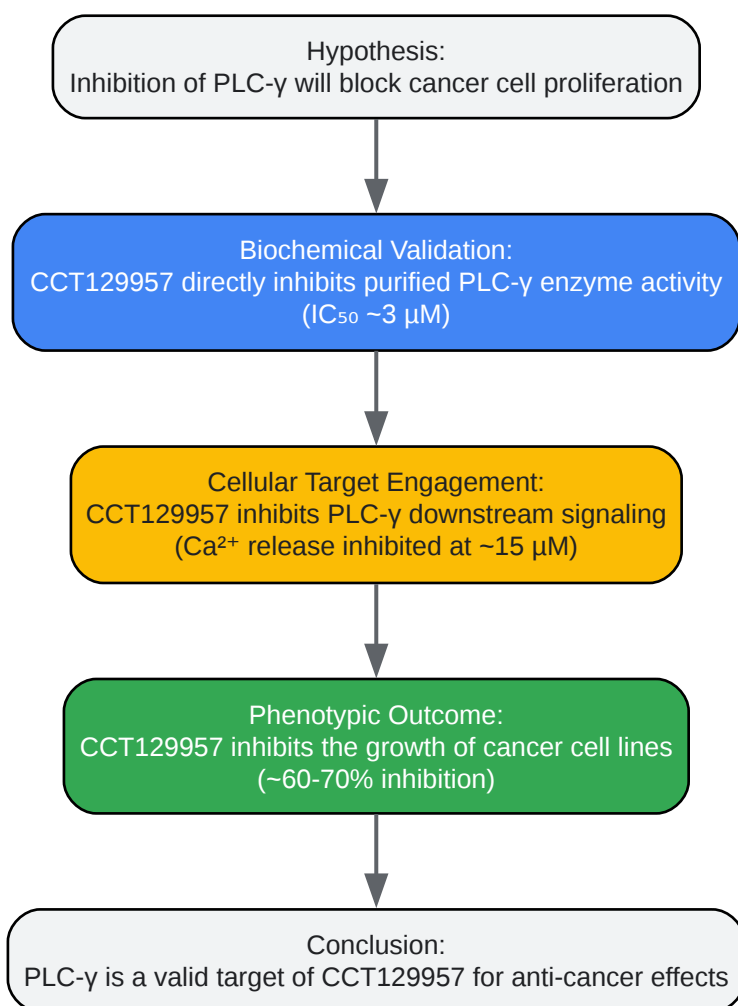 Hypothesis:
Inhibition of PLC-γ will block cancer cell proliferation
Biochemical Validation:
CCT129957 directly inhibits purified PLC-γ enzyme activity
(IC₅₀ ~3 µM)
Cellular Target Engagement:
CCT129957 inhibits PLC-γ downstream signaling
(Ca²⁺ release inhibited at ~15 µM)
Phenotypic Outcome:
CCT129957 inhibits the growth of cancer cell lines
(~60-70% inhibition)
Conclusion:
PLC-γ is a valid target of CCT129957 for anti-cancer effects